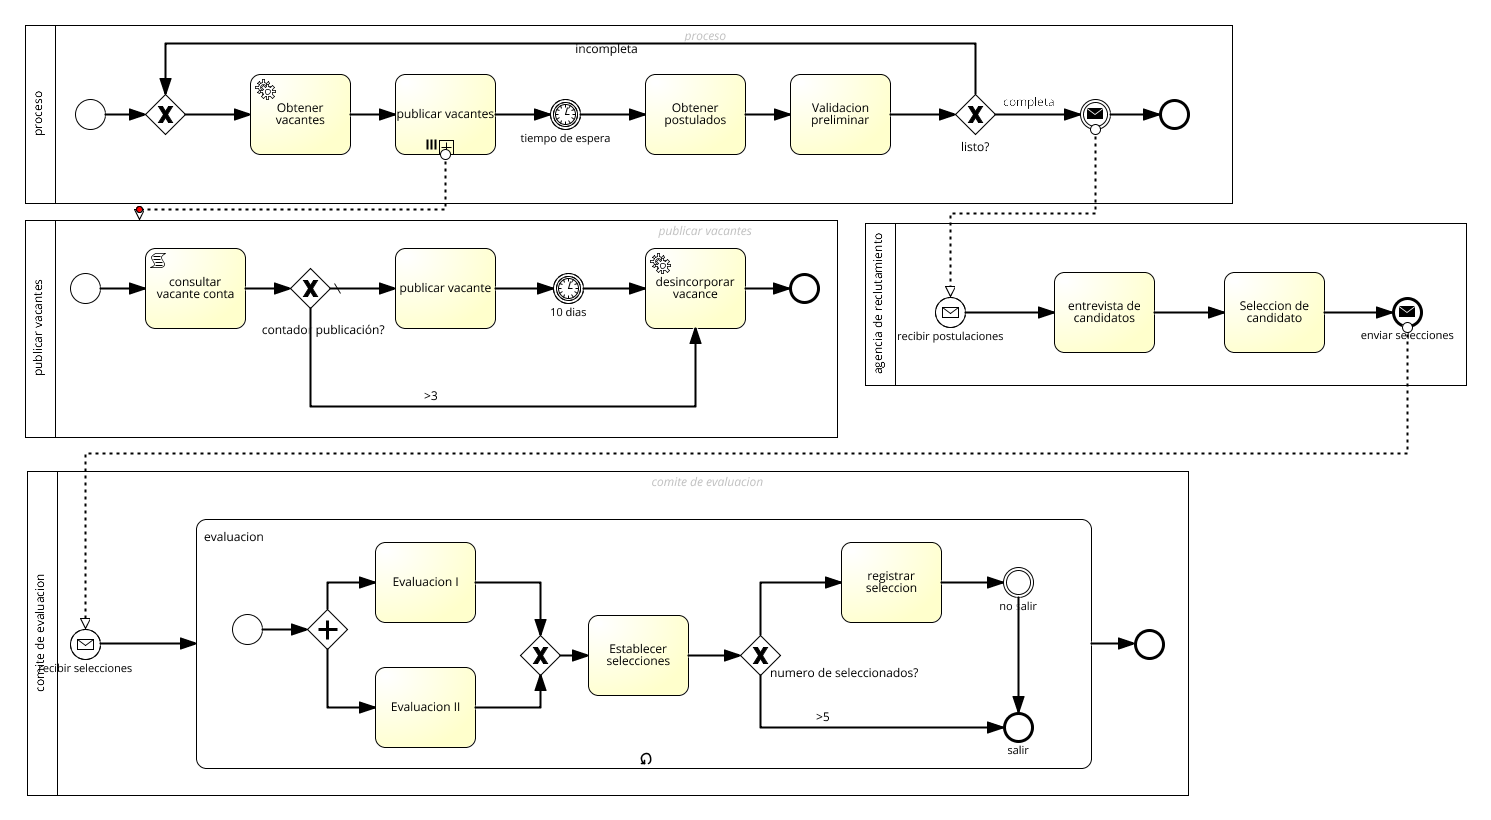 proceso
incompleta
proceso
Obtener
vacantes
publicar vacantes
tiempo de espera
Obtener
postulados
Validacion
preliminar
listo?
completa
publicar vacantes
publicar vacantes
consultar
vacante conta
contador publicación?
>3
publicar vacante
10 dias
desincorporar
vacance
agencia de reclutamiento
recibir postulaciones
entrevista de
candidatos
Seleccion de
candidato
enviar selecciones
comite de evaluacion
comite de evaluacion
recibir selecciones
evaluacion
Evaluacion I
Evaluacion II
Establecer
selecciones
numero de seleccionados?
>5
registrar
seleccion
no salir
salir